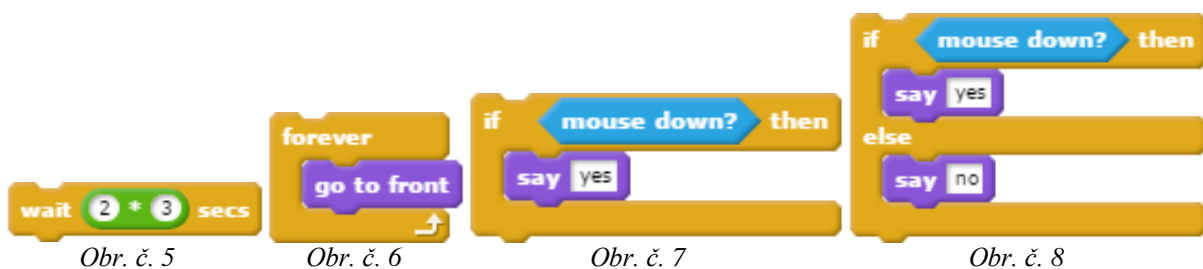 wait 2 * 3 secs
forever
go to front
if mouse down? then
say yes
if mouse down? then
say yes
else
say no
Obr. č. 5
Obr. č. 6
Obr. č. 7
Obr. č. 8